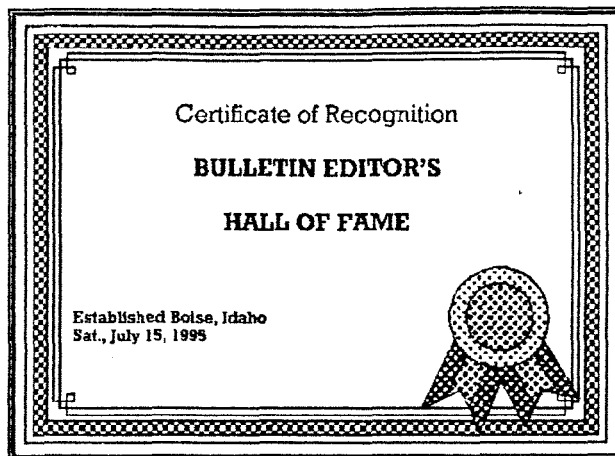 Certificate of Recognition
BULLETIN EDITOR'S
HALL OF FAME
Established Boise, Idaho
Sat., July 15, 1995